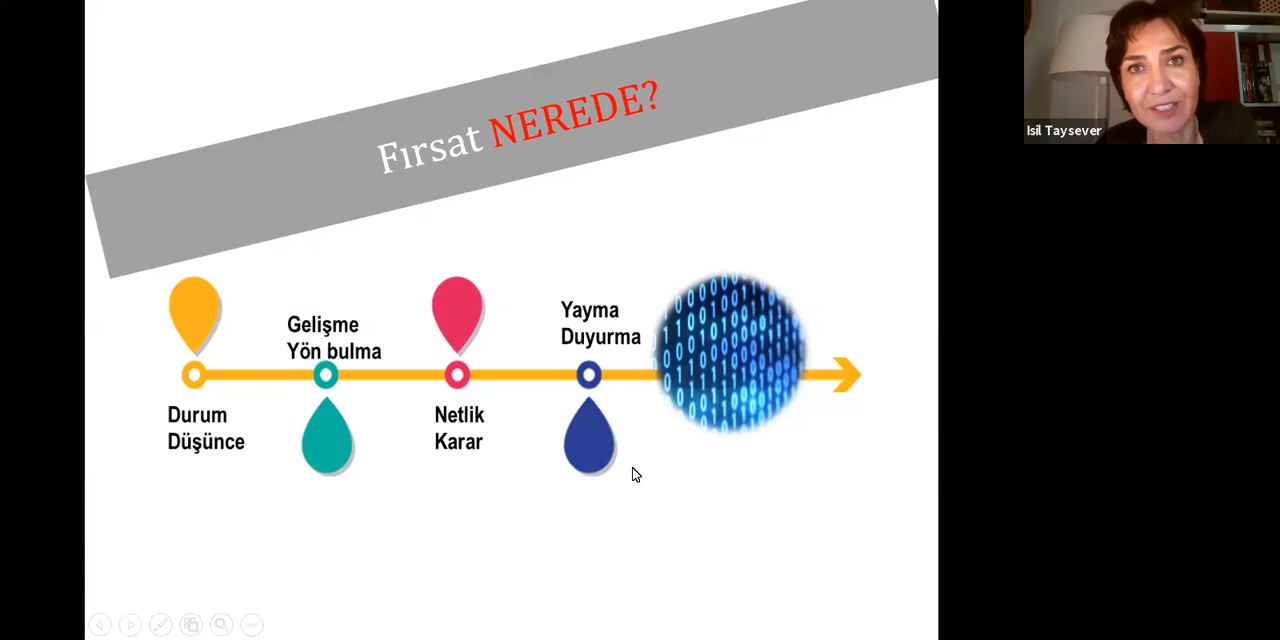 Fırsat NEREDE?
Isil Taysever
Gelişme
Yön bulma
Yayma
Duyurma
Durum
Düşünce
Netlik
Karar